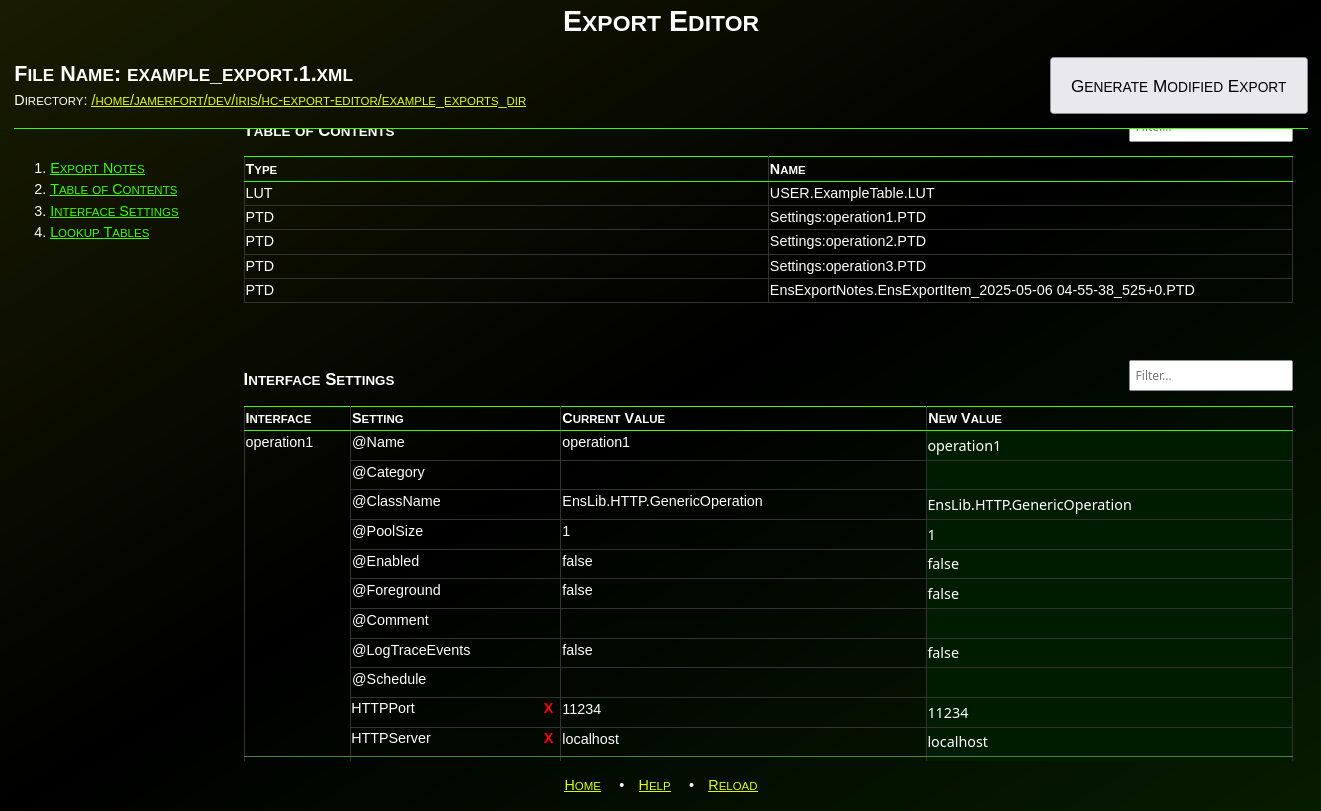 Export Editor
File Name: example_export.1.xml
Directory: /home/jamerfort/dev/iris/hc-export-editor/example_exports_dir
Generate Modified Export
1. Export Notes
2. Table of Contents
3. Interface Settings
4. Lookup Tables
Table of Contents
Filter...
Type Name
LUT USER.ExampleTable.LUT
PTD Settings:operation1.PTD
PTD Settings:operation2.PTD
PTD Settings:operation3.PTD
PTD EnsExportNotes.EnsExportItem_2025-05-06 04-55-38_525+0.PTD
Interface Settings
Filter...
Interface Setting Current Value New Value
operation1 @Name operation1 operation1
@Category
@ClassName EnsLib.HTTP.GenericOperation EnsLib.HTTP.GenericOperation
@PoolSize 1 1
@Enabled false false
@Foreground false false
@Comment
@LogTraceEvents false false
@Schedule
HTTPPort X 11234 11234
HTTPServer X localhost localhost
Home • Help • Reload